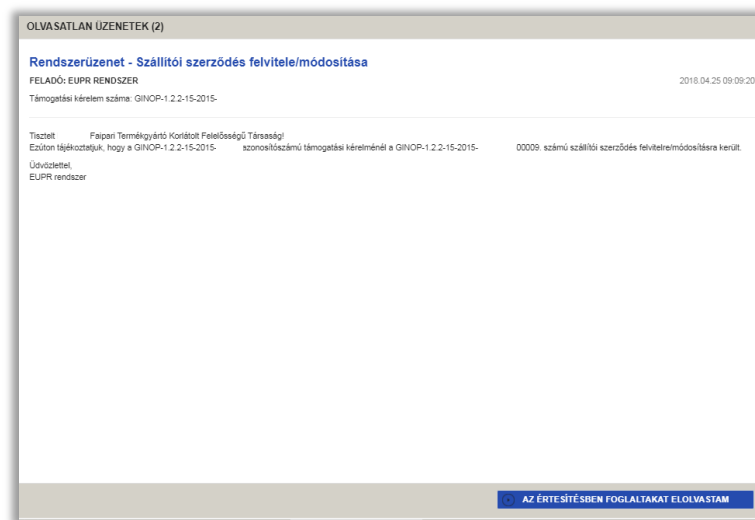 OLVASATLAN ÜZENETEK (2)
Rendszerüzenet - Szállítói szerződés felvitele/módosítása
FELADÓ: EUPR RENDSZER 2018.04.25 09:09:20
Támogatási kérelem száma: GINOP-1.2.2-15-2015-
Tisztelt Faipari Termékgyártó Korlátolt Felelősségű Társaság!
Ezúton tájékoztatjuk, hogy a GINOP-1.2.2-15-2015- szonosítószámú támogatási kérelménél a GINOP-1.2.2-15-2015- 00009. számú szállítói szerződés felvitelre/módosításra került.
Üdvözlettel,
EUPR rendszer
AZ ÉRTESÍTÉSBEN FOGLALTAKAT ELOLVASTAM